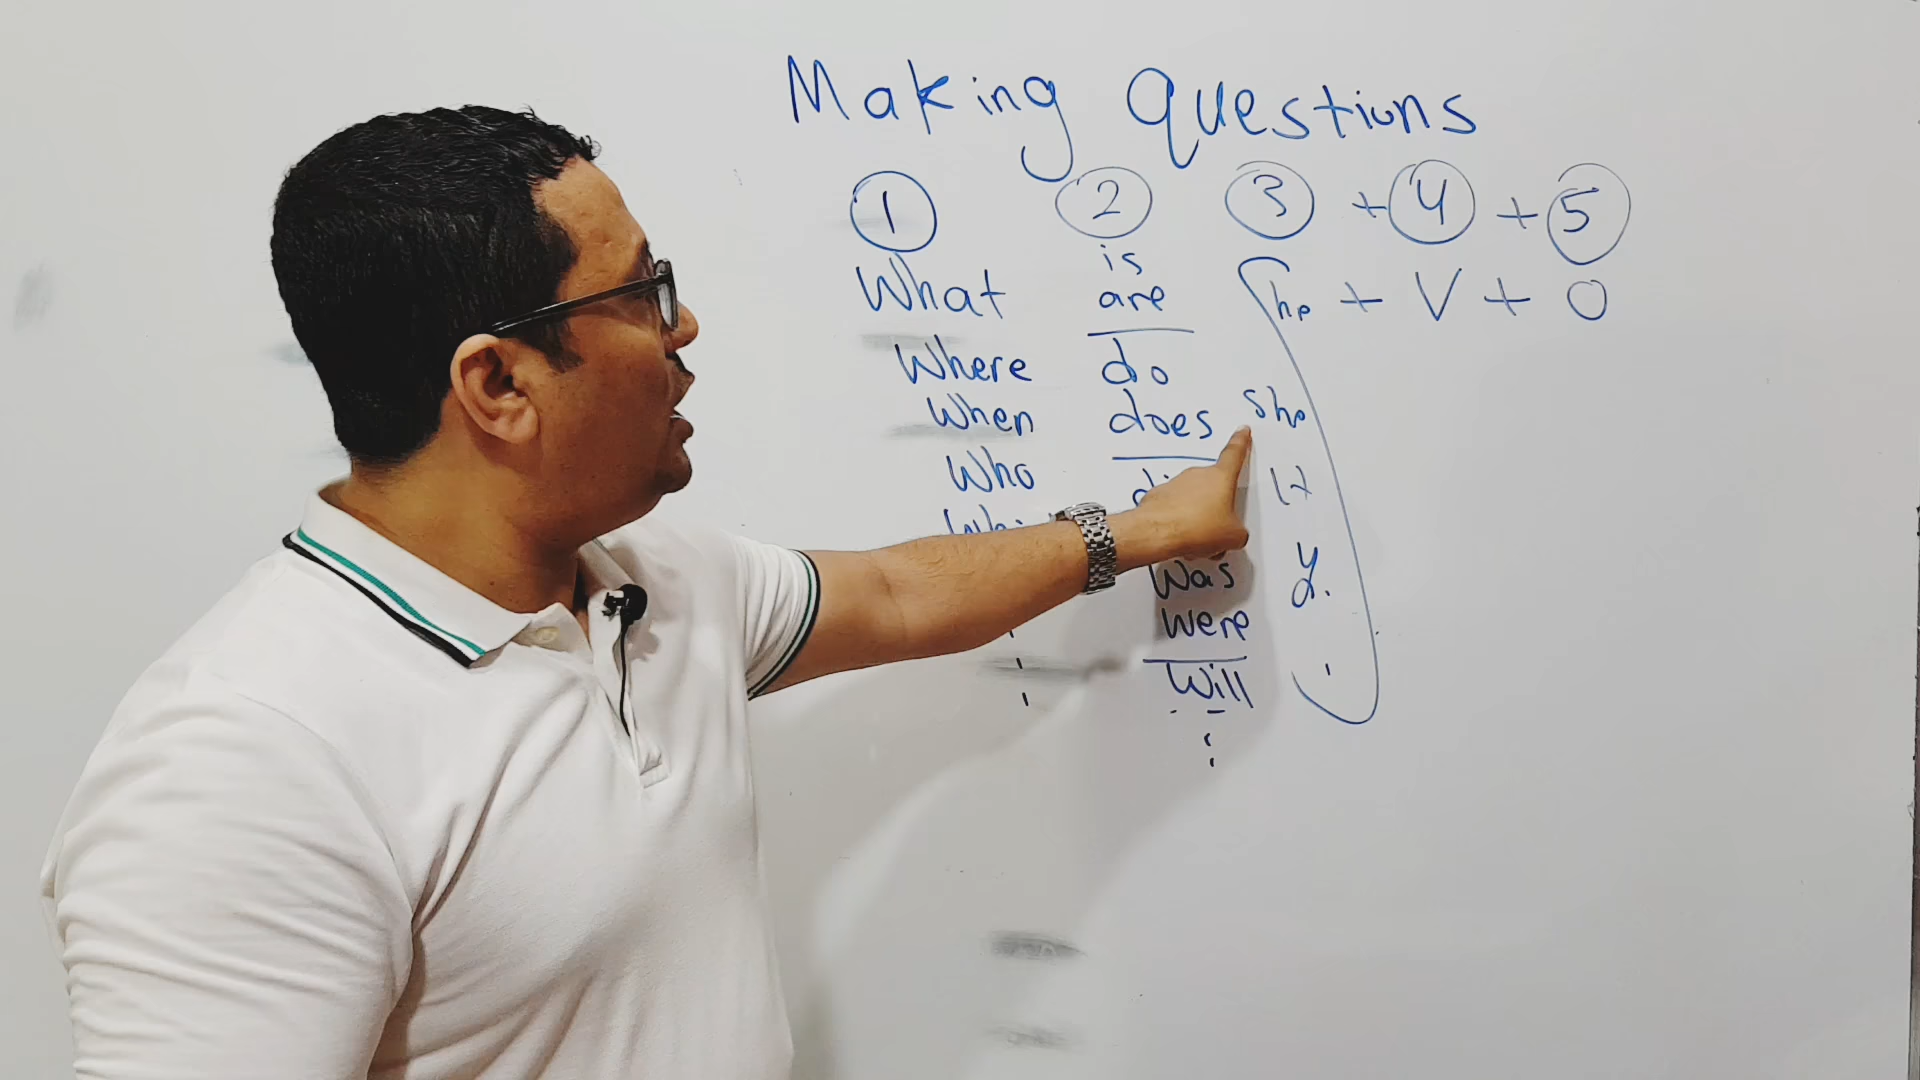 Making Questions
1 2 3 + 4 + 5
is
What are he + V + O
Where do
When does she
Who It
Was
Were
Will